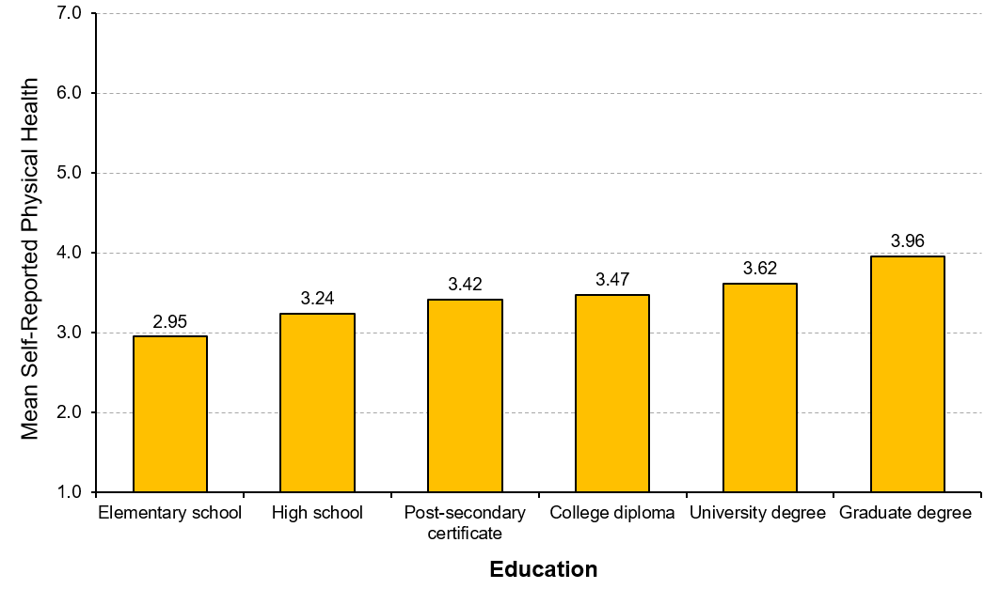 Mean Self-Reported Physical Health
7.0
6.0
5.0
4.0
3.0
2.0
1.0
2.95
3.24
3.42
3.47
3.62
3.96
Elementary school
High school
Post-secondary
certificate
College diploma
University degree
Graduate degree
Education